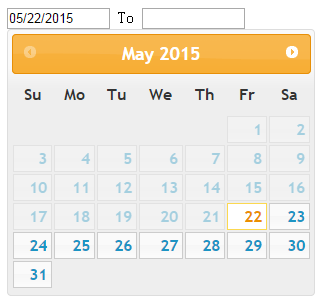 05/22/2015 To
May 2015
Su Mo Tu We Th Fr Sa
1 2
3 4 5 6 7 8 9
10 11 12 13 14 15 16
17 18 19 20 21 22 23
24 25 26 27 28 29 30
31